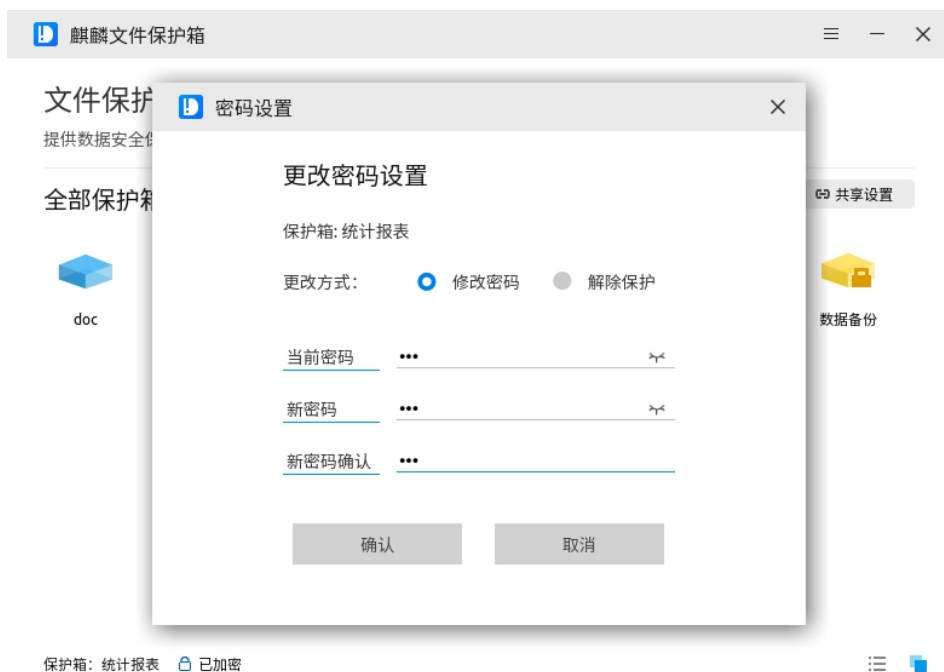 麒麟文件保护箱
文件保护
提供数据安全
密码设置
更改密码设置
全部保护
共享设置
保护箱: 统计报表
更改方式： 修改密码 解除保护
doc
数据备份
当前密码 •••
新密码 •••
新密码确认 •••
确认 取消
保护箱：统计报表 已加密